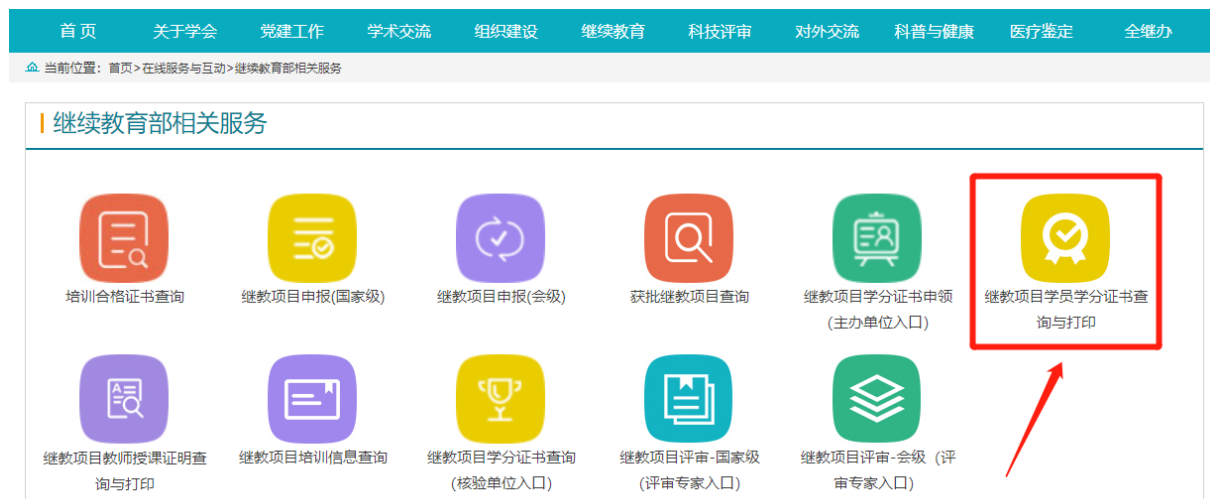 首页 关于学会 党建工作 学术交流 组织建设 继续教育 科技评审 对外交流 科普与健康 医疗鉴定 全继办
当前位置：首页>在线服务与互动>继续教育部相关服务
继续教育部相关服务
培训合格证书查询 继教项目申报(国家级) 继教项目申报(会级) 获批继教项目查询 继教项目学分证书申领 继教项目学员学分证书查
(主办单位入口) 询与打印
继教项目教师授课证明查 继教项目培训信息查询 继教项目学分证书查询 继教项目评审-国家级 继教项目评审-会级（评
询与打印 (核验单位入口) (评审专家入口) 审专家入口)